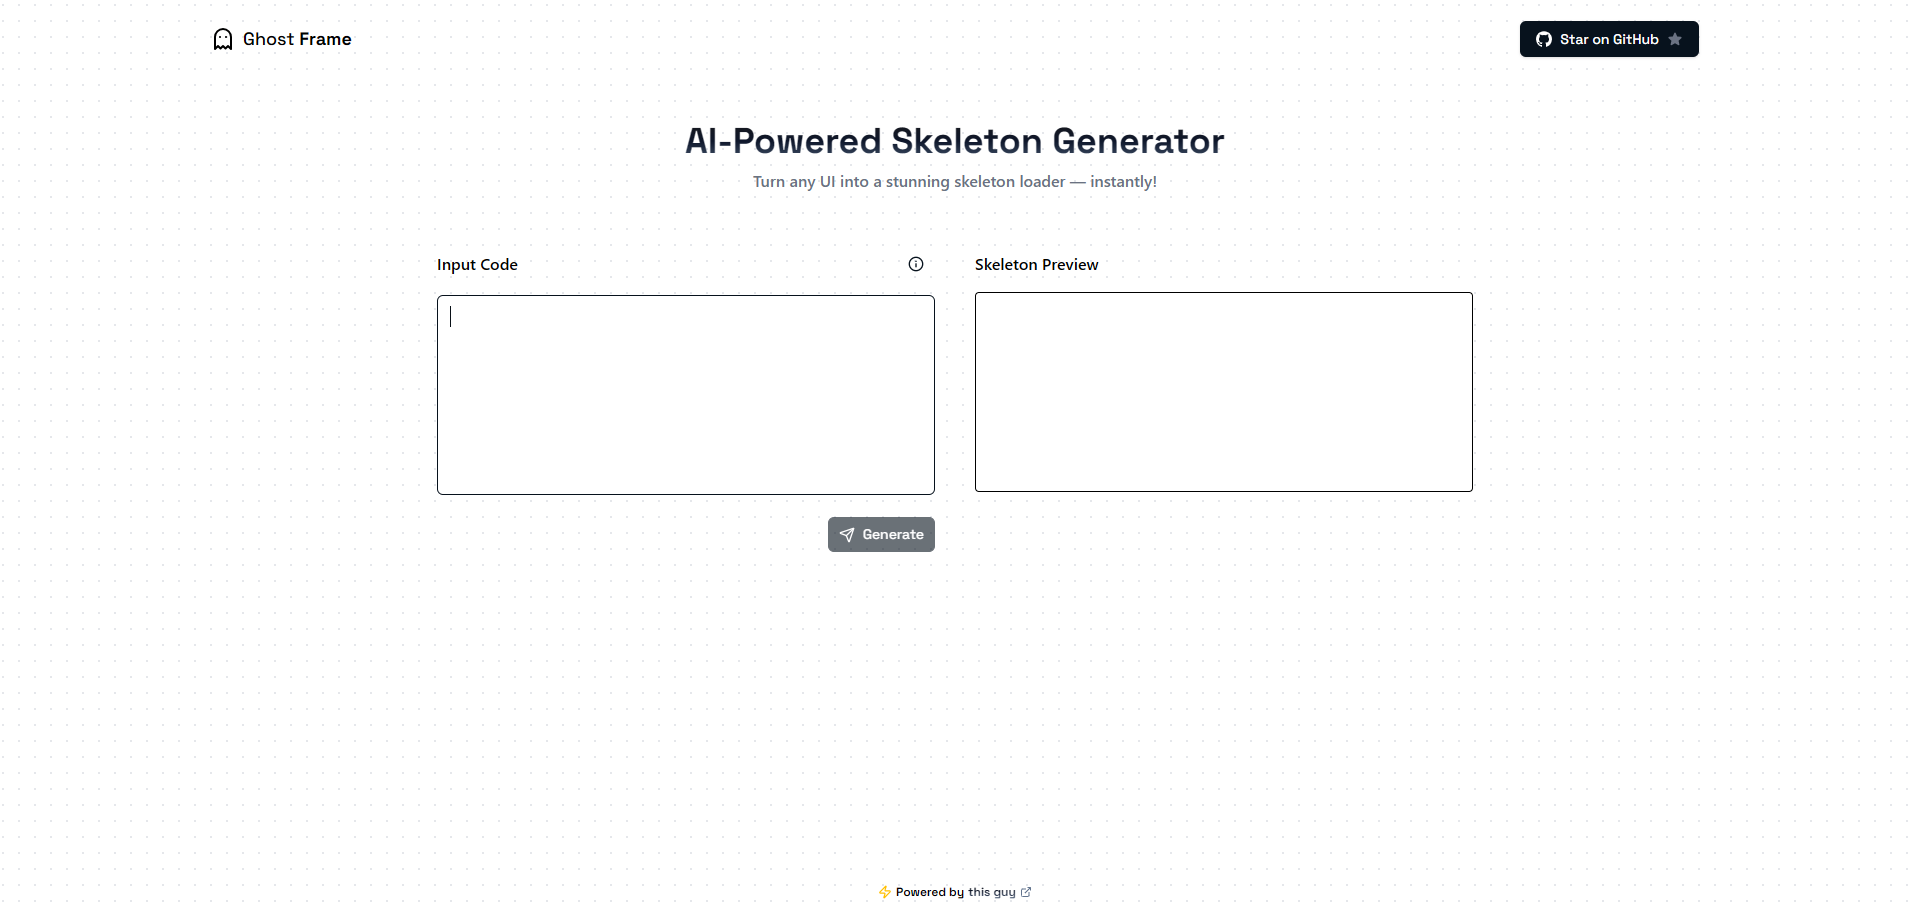 Ghost Frame
Star on GitHub
AI-Powered Skeleton Generator
Turn any UI into a stunning skeleton loader — instantly!
Input Code
Skeleton Preview
Generate
Powered by this guy